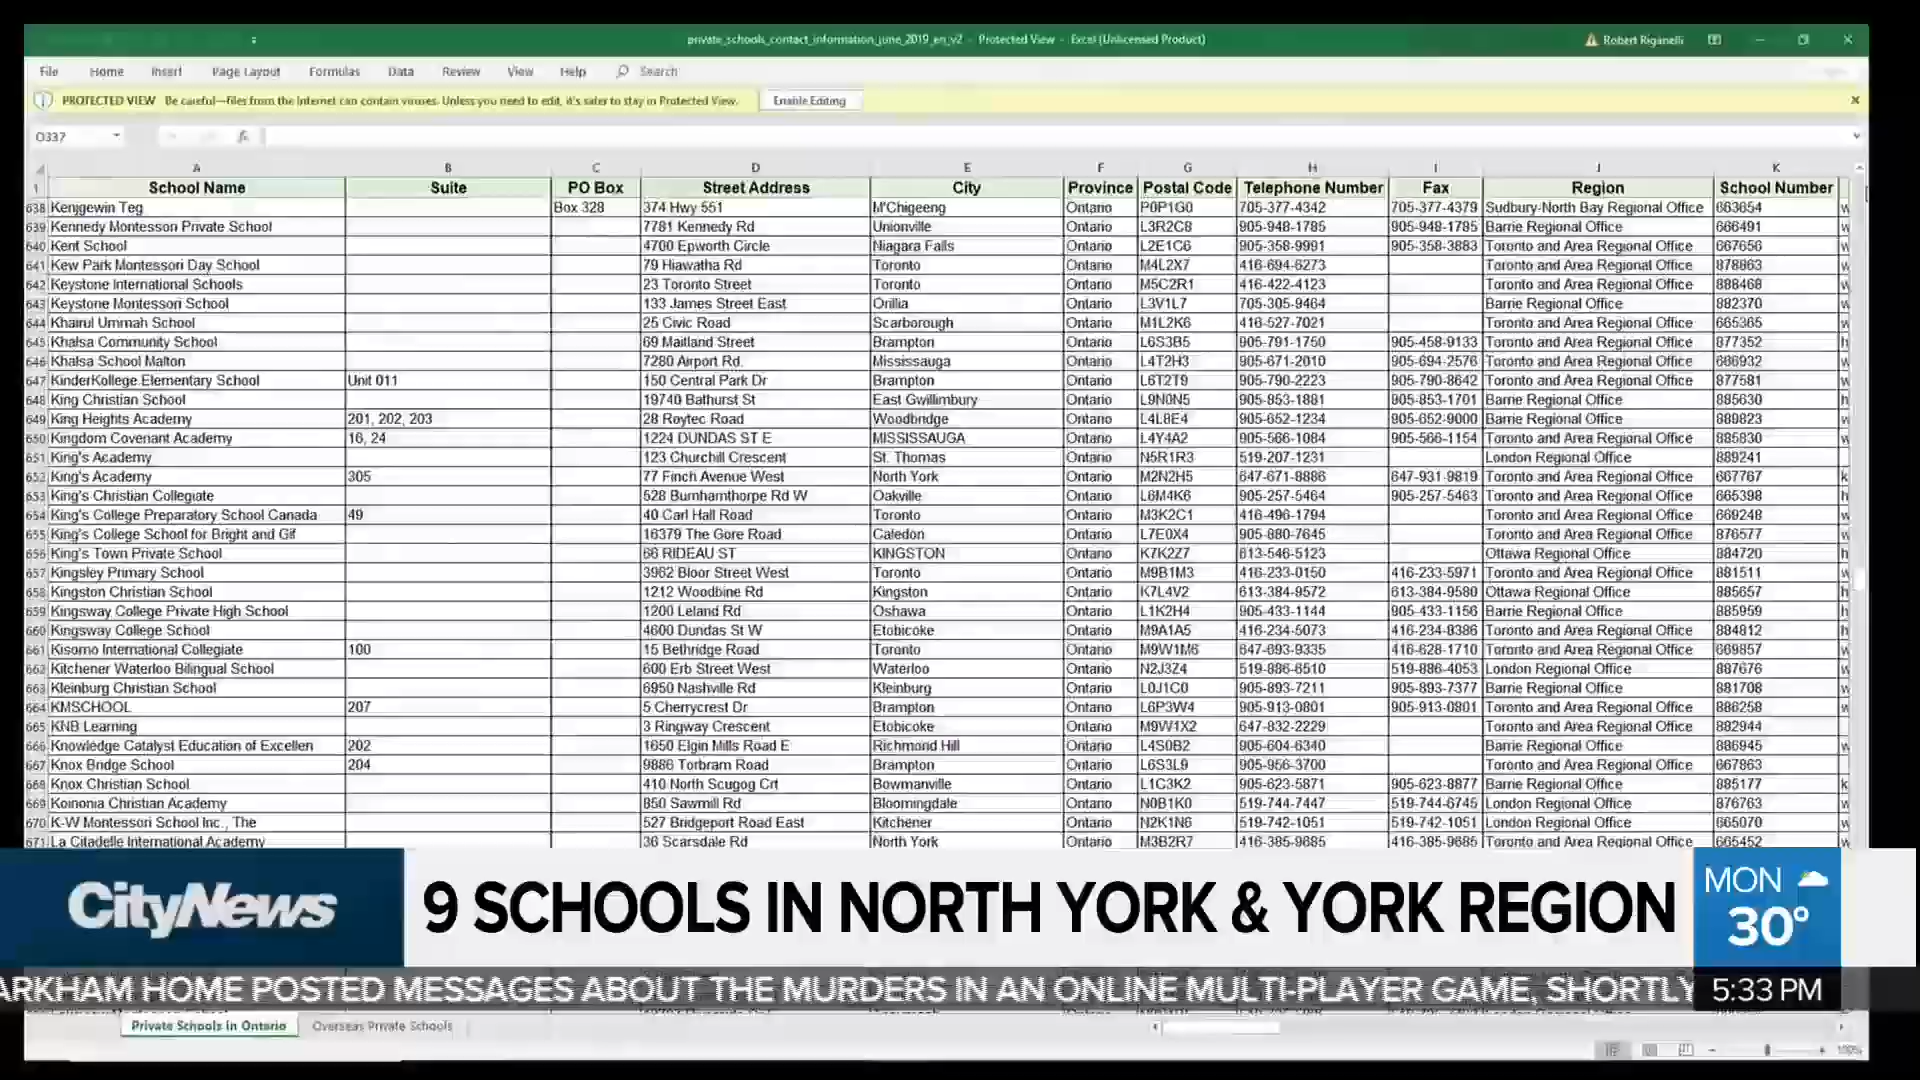 private_schools_contact_information_june_2019_en_v2 - Protected View - Excel (Unlicensed Product) Robert Riganelli
File Home Insert Page Layout Formulas Data Review View Help Search
PROTECTED VIEW Be careful—files from the Internet can contain viruses. Unless you need to edit, it's safer to stay in Protected View. Enable Editing
O337 fx
A B C D E F G H I J K
1 School Name Suite PO Box Street Address City Province Postal Code Telephone Number Fax Region School Number
638 Kenjgewin Teg Box 328 374 Hwy 551 M'Chigeeng Ontario P0P1G0 705-377-4342 705-377-4379 Sudbury-North Bay Regional Office 663654 w
639 Kennedy Montessori Private School 7781 Kennedy Rd Unionville Ontario L3R2C8 905-948-1785 905-948-1785 Barrie Regional Office 666491 w
640 Kent School 4700 Epworth Circle Niagara Falls Ontario L2E1C6 905-358-9991 905-358-3883 Toronto and Area Regional Office 667656 w
641 Kew Park Montessori Day School 79 Hiawatha Rd Toronto Ontario M4L2X7 416-694-6273 Toronto and Area Regional Office 878863 w
642 Keystone International Schools 23 Toronto Street Toronto Ontario M5C2R1 416-422-4123 Toronto and Area Regional Office 888468 w
643 Keystone Montessori School 133 James Street East Orillia Ontario L3V1L7 705-305-9464 Barrie Regional Office 882370 w
644 Khairul Ummah School 25 Civic Road Scarborough Ontario M1L2K6 416-527-7021 Toronto and Area Regional Office 665365 w
645 Khalsa Community School 69 Maitland Street Brampton Ontario L6S3B5 905-791-1750 905-458-9133 Toronto and Area Regional Office 877352 h
646 Khalsa School Malton 7280 Airport Rd. Mississauga Ontario L4T2H3 905-671-2010 905-694-2576 Toronto and Area Regional Office 686932 w
647 KinderKollege Elementary School Unit 011 150 Central Park Dr Brampton Ontario L6T2T9 905-790-2223 905-790-8642 Toronto and Area Regional Office 877581 w
648 King Christian School 19740 Bathurst St East Gwillimbury Ontario L9N0N5 905-853-1881 905-853-1701 Barrie Regional Office 885630 h
649 King Heights Academy 201, 202, 203 28 Roytec Road Woodbridge Ontario L4L8E4 905-652-1234 905-652-9000 Barrie Regional Office 889823 w
650 Kingdom Covenant Academy 16, 24 1224 DUNDAS ST E MISSISSAUGA Ontario L4Y4A2 905-566-1084 905-566-1154 Toronto and Area Regional Office 885830 w
651 King's Academy 123 Churchill Crescent St. Thomas Ontario N5R1R3 519-207-1231 London Regional Office 889241
652 King's Academy 305 77 Finch Avenue West North York Ontario M2N2H5 647-671-8886 647-931-9819 Toronto and Area Regional Office 667767 k
653 King's Christian Collegiate 528 Burnhamthorpe Rd W Oakville Ontario L6M4K6 905-257-5464 905-257-5463 Toronto and Area Regional Office 665398 h
654 King's College Preparatory School Canada 49 40 Carl Hall Road Toronto Ontario M3K2C1 416-496-1794 Toronto and Area Regional Office 669248 w
655 King's College School for Bright and Gif 16379 The Gore Road Caledon Ontario L7E0X4 905-880-7645 Toronto and Area Regional Office 876577 w
656 King's Town Private School 66 RIDEAU ST KINGSTON Ontario K7K2Z7 613-546-5123 Ottawa Regional Office 884720 h
657 Kingsley Primary School 3962 Bloor Street West Toronto Ontario M9B1M3 416-233-0150 416-233-5971 Toronto and Area Regional Office 881511 w
658 Kingston Christian School 1212 Woodbine Rd Kingston Ontario K7L4V2 613-384-9572 613-384-9580 Ottawa Regional Office 885657 h
659 Kingsway College Private High School 1200 Leland Rd Oshawa Ontario L1K2H4 905-433-1144 905-433-1156 Barrie Regional Office 885959 h
660 Kingsway College School 4600 Dundas St W Etobicoke Ontario M9A1A5 416-234-5073 416-234-8386 Toronto and Area Regional Office 884812 h
661 Kisomo International Collegiate 100 15 Bethridge Road Toronto Ontario M9W1M6 647-693-9335 416-628-1710 Toronto and Area Regional Office 669857 w
662 Kitchener Waterloo Bilingual School 600 Erb Street West Waterloo Ontario N2J3Z4 519-886-6510 519-886-4053 London Regional Office 887676 w
663 Kleinburg Christian School 6950 Nashville Rd Kleinburg Ontario L0J1C0 905-893-7211 905-893-7377 Barrie Regional Office 881708 w
664 KMSCHOOL 207 5 Cherrycrest Dr Brampton Ontario L6P3W4 905-913-0801 905-913-0801 Toronto and Area Regional Office 886258 w
665 KNB Learning 3 Ringway Crescent Etobicoke Ontario M9W1X2 647-832-2229 Toronto and Area Regional Office 882944
666 Knowledge Catalyst Education of Excellen 202 1650 Elgin Mills Road E Richmond Hill Ontario L4S0B2 905-604-6340 Barrie Regional Office 886945 w
667 Knox Bridge School 204 9886 Torbram Road Brampton Ontario L6S3L9 905-956-3700 Toronto and Area Regional Office 667863
668 Knox Christian School 410 North Scugog Crt Bowmanville Ontario L1C3K2 905-623-5871 905-623-8877 Barrie Regional Office 885177 k
669 Koinonia Christian Academy 850 Sawmill Rd Bloomingdale Ontario N0B1K0 519-744-7447 519-744-6745 London Regional Office 876763 w
670 K-W Montessori School Inc., The 527 Bridgeport Road East Kitchener Ontario N2K1N6 519-742-1051 519-742-1051 London Regional Office 665070 w
671 La Citadelle International Academy 36 Scarsdale Rd North York Ontario M3B2R7 416-385-9685 416-385-9685 Toronto and Area Regional Office 665452 w
CityNews 9 SCHOOLS IN NORTH YORK & YORK REGION MON 30°
ARKHAM HOME POSTED MESSAGES ABOUT THE MURDERS IN AN ONLINE MULTI-PLAYER GAME, SHORTLY 5:33 PM
Private Schools in Ontario Overseas Private Schools
100%